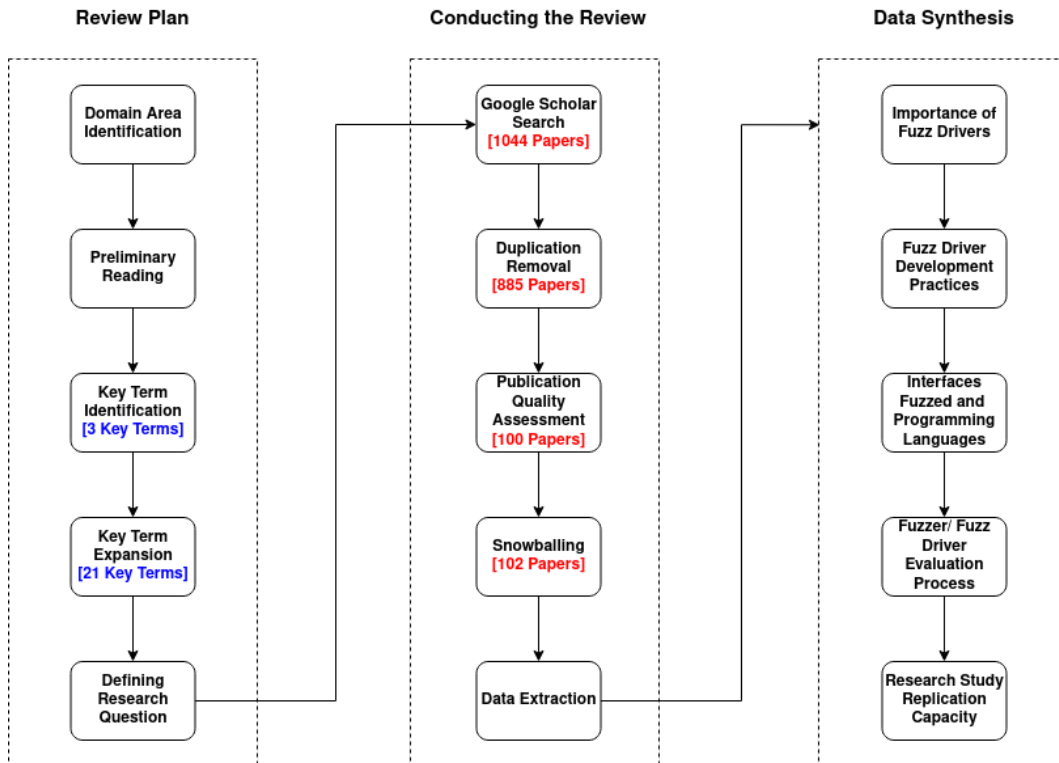 Review Plan
Domain Area
Identification
Preliminary
Reading
Key Term
Identification
[3 Key Terms]
Key Term
Expansion
[21 Key Terms]
Defining
Research
Question
Conducting the Review
Google Scholar
Search
[1044 Papers]
Duplication
Removal
[885 Papers]
Publication
Quality
Assessment
[100 Papers]
Snowballing
[102 Papers]
Data Extraction
Data Synthesis
Importance of
Fuzz Drivers
Fuzz Driver
Development
Practices
Interfaces
Fuzzed and
Programming
Languages
Fuzzer/ Fuzz
Driver
Evaluation
Process
Research Study
Replication
Capacity